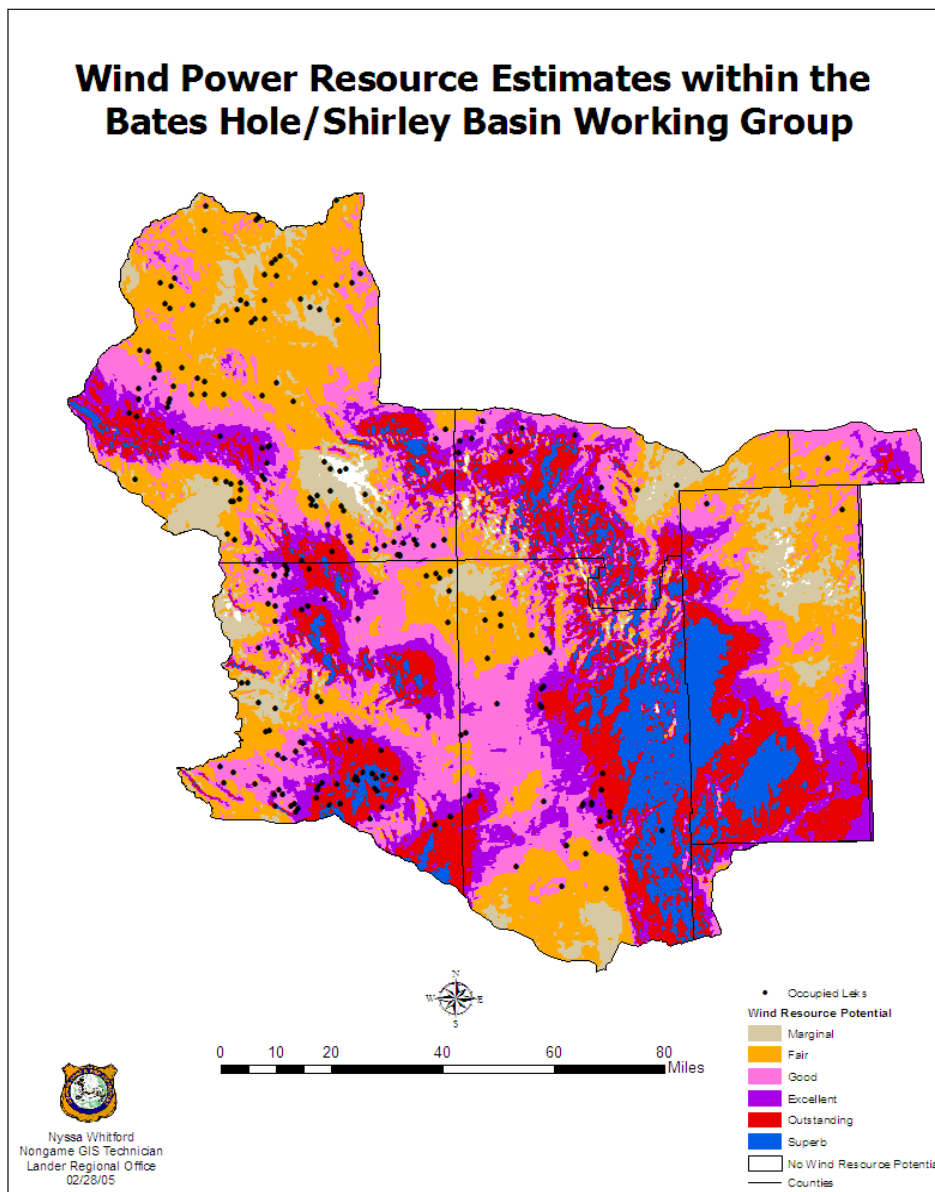 Wind Power Resource Estimates within the
Bates Hole/Shirley Basin Working Group
N
W
E
S
0 10 20 40 60 80
Miles
Nyssa Whitford
Nongame GIS Technician
Lander Regional Office
02/28/05
Occupied Leks
Wind Resource Potential
Marginal
Fair
Good
Excellent
Outstanding
Superb
No Wind Resource Potentia
Counties